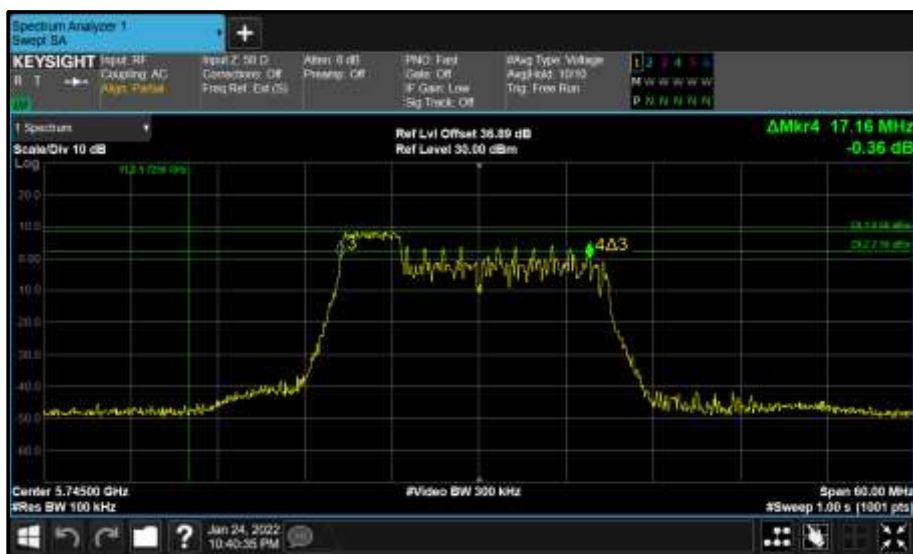 Spectrum Analyzer 1
Swept SA
+
KEYSIGHT
R T
Input: RF
Coupling: AC
Align: Partial
Input Z: 50 Ω
Corrections: Off
Freq Ref: Ext (S)
Atten: 6 dB
Preamp: Off
PNO: Fast
Gate: Off
IF Gain: Low
Sig Track: Off
#Avg Type: Voltage
Avg|Hold: 10/10
Trig: Free Run
1 2 3 4 5 6
M W W W W W
P N N N N N
1 Spectrum
Scale/Div 10 dB
Log
Ref Lvl Offset 36.89 dB
Ref Level 30.00 dBm
ΔMkr4 17.16 MHz
-0.36 dB
20.0
10.0
0.00
-10.0
-20.0
-30.0
-40.0
-50.0
-60.0
3
4Δ3
Center 5.74500 GHz
#Res BW 100 kHz
#Video BW 300 kHz
Span 60.00 MHz
#Sweep 1.00 s (1001 pts)
?
Jan 24, 2022
10:40:35 PM